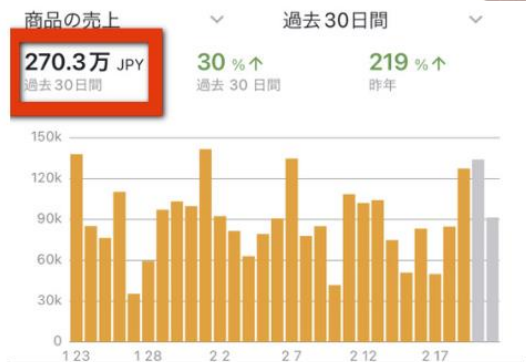 商品の売上
過去30日間
270.3万 JPY
30 %↑
219 %↑
過去30日間
過去 30 日間
昨年
150k
120k
90k
60k
30k
0
1 23
1 28
2 2
2 7
2 12
2 17